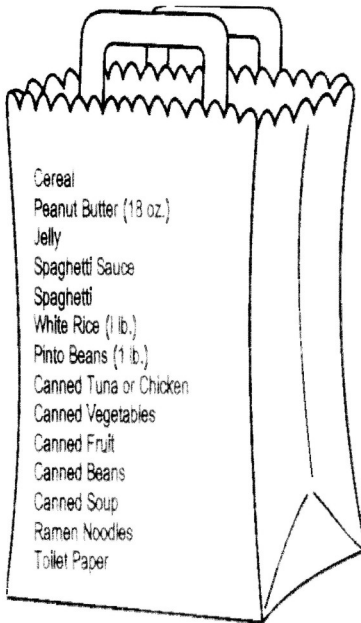 Cereal
Peanut Butter (18 oz.)
Jelly
Spaghetti Sauce
Spaghetti
White Rice (1 lb.)
Pinto Beans (1 lb.)
Canned Tuna or Chicken
Canned Vegetables
Canned Fruit
Canned Beans
Canned Soup
Ramen Noodles
Toilet Paper